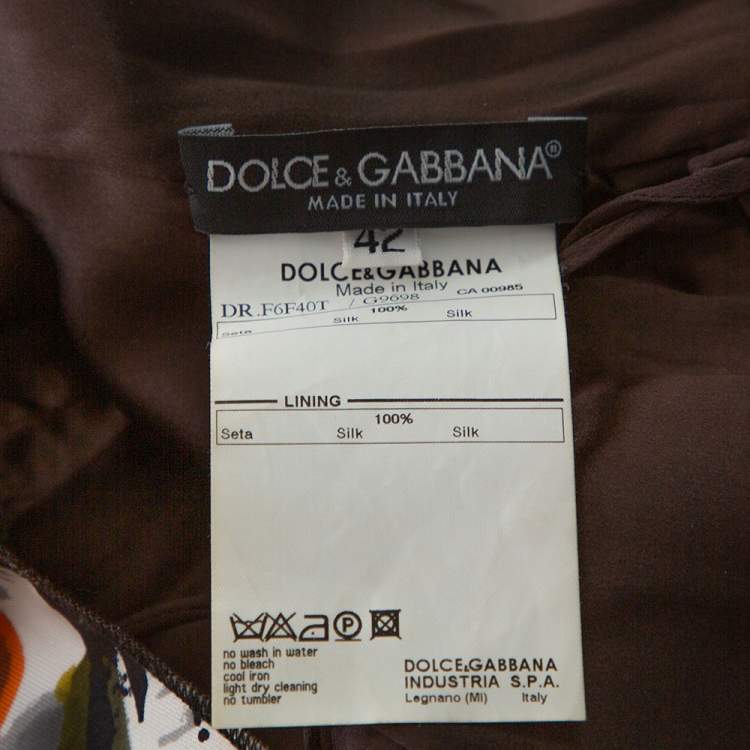 DOLCE & GABBANA®
MADE IN ITALY
42
DOLCE&GABBANA
Made in Italy
DR.F6F40T / G9698 CA 00985
100%
Seta Silk Silk
LINING
100%
Seta Silk Silk
A P
no wash in water
no bleach
cool iron
light dry cleaning
no tumbler
DOLCE&GABBANA
INDUSTRIA S.P.A.
Legnano (MI) Italy